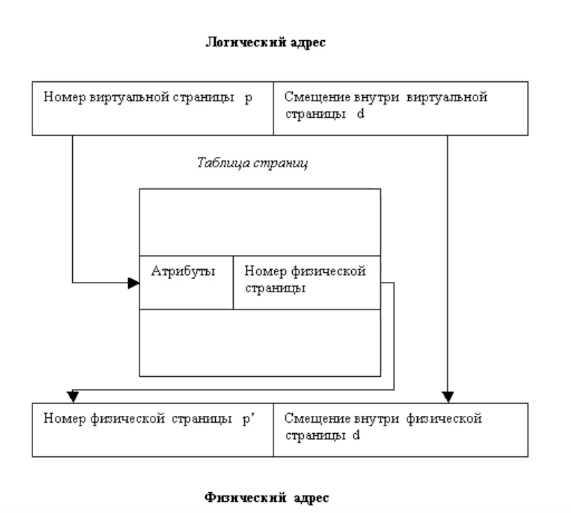 Логический адрес
Номер виртуальной страницы p
Смещение внутри виртуальной
страницы d
Таблица страниц
Атрибуты
Номер физической
страницы
Номер физической страницы p’
Смещение внутри физической
страницы d
Физический адрес